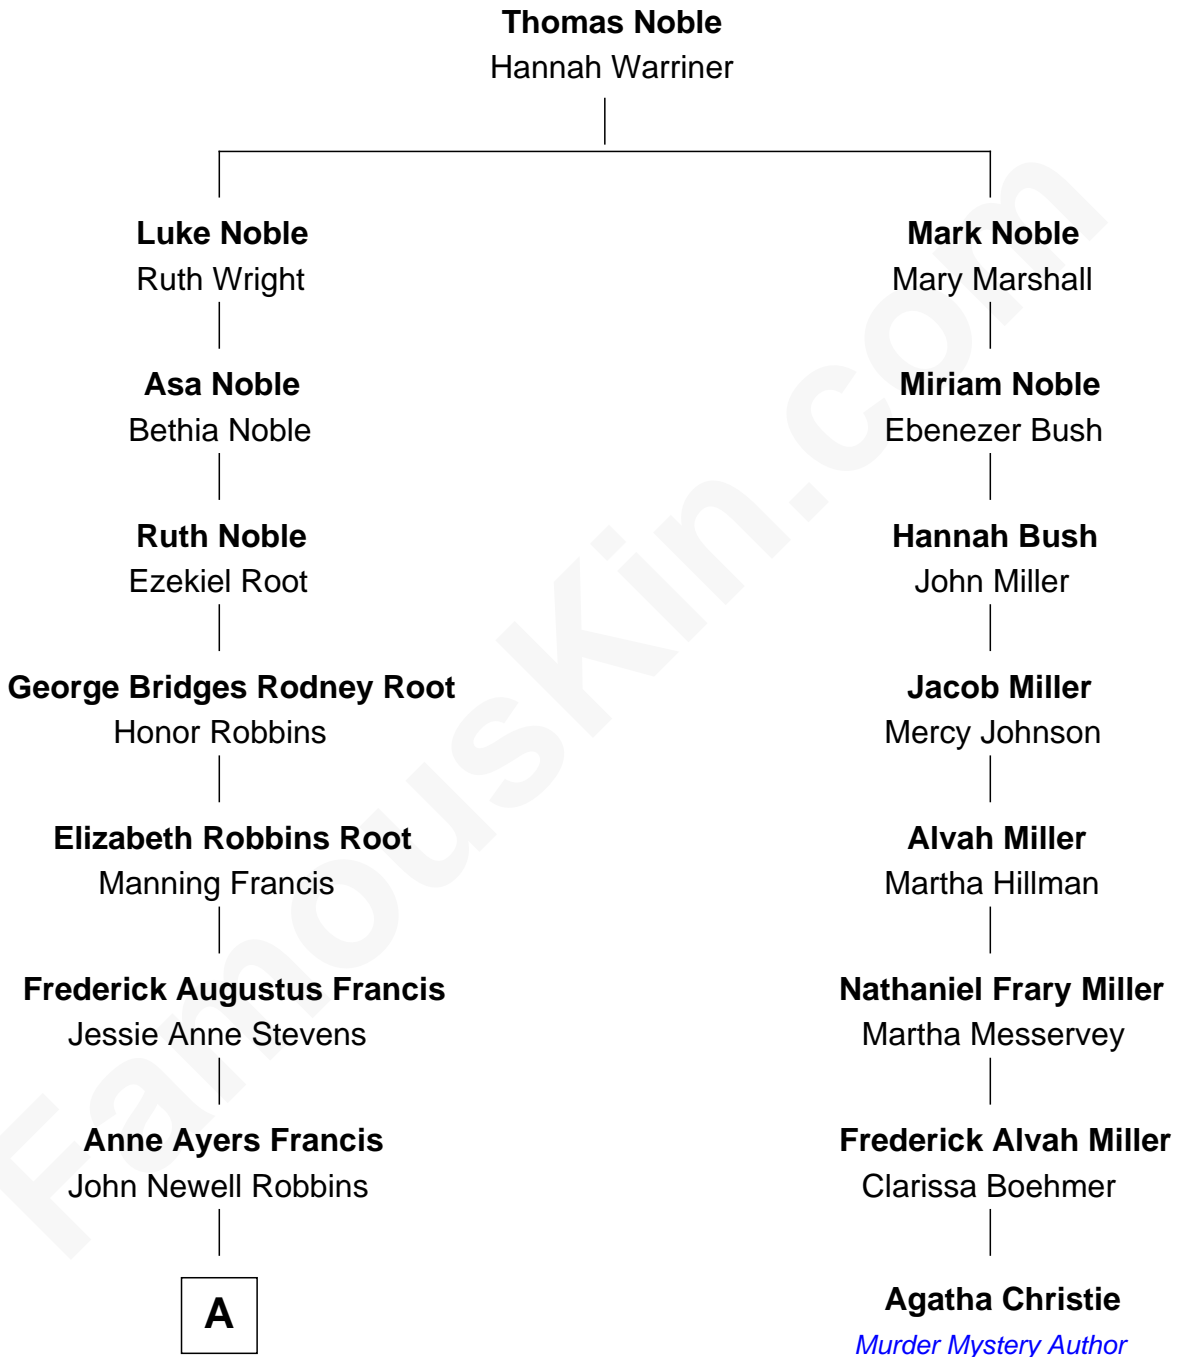 Thomas Noble
Hannah Warriner
Luke Noble
Ruth Wright
Mark Noble
Mary Marshall
Asa Noble
Bethia Noble
Miriam Noble
Ebenezer Bush
Ruth Noble
Ezekiel Root
Hannah Bush
John Miller
George Bridges Rodney Root
Honor Robbins
Jacob Miller
Mercy Johnson
Elizabeth Robbins Root
Manning Francis
Alvah Miller
Martha Hillman
Frederick Augustus Francis
Jessie Anne Stevens
Nathaniel Frary Miller
Martha Messervey
Anne Ayers Francis
John Newell Robbins
Frederick Alvah Miller
Clarissa Boehmer
A
Agatha Christie
Murder Mystery Author
FamousKin.com